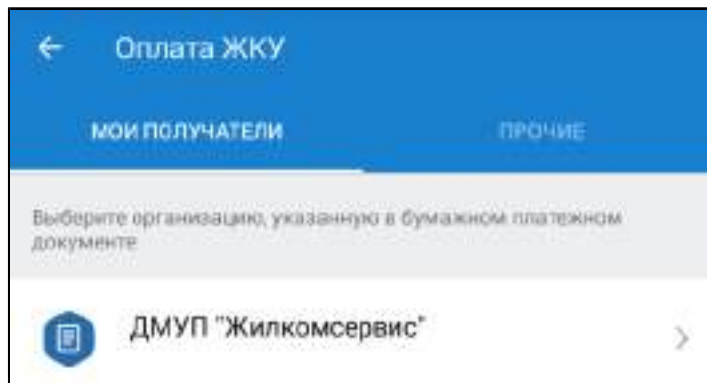 Оплата ЖКУ
МОИ ПОЛУЧАТЕЛИ
ПРОЧИЕ
Выберите организацию, указанную в бумажном платежном
документе
ДМУП "Жилкомсервис"